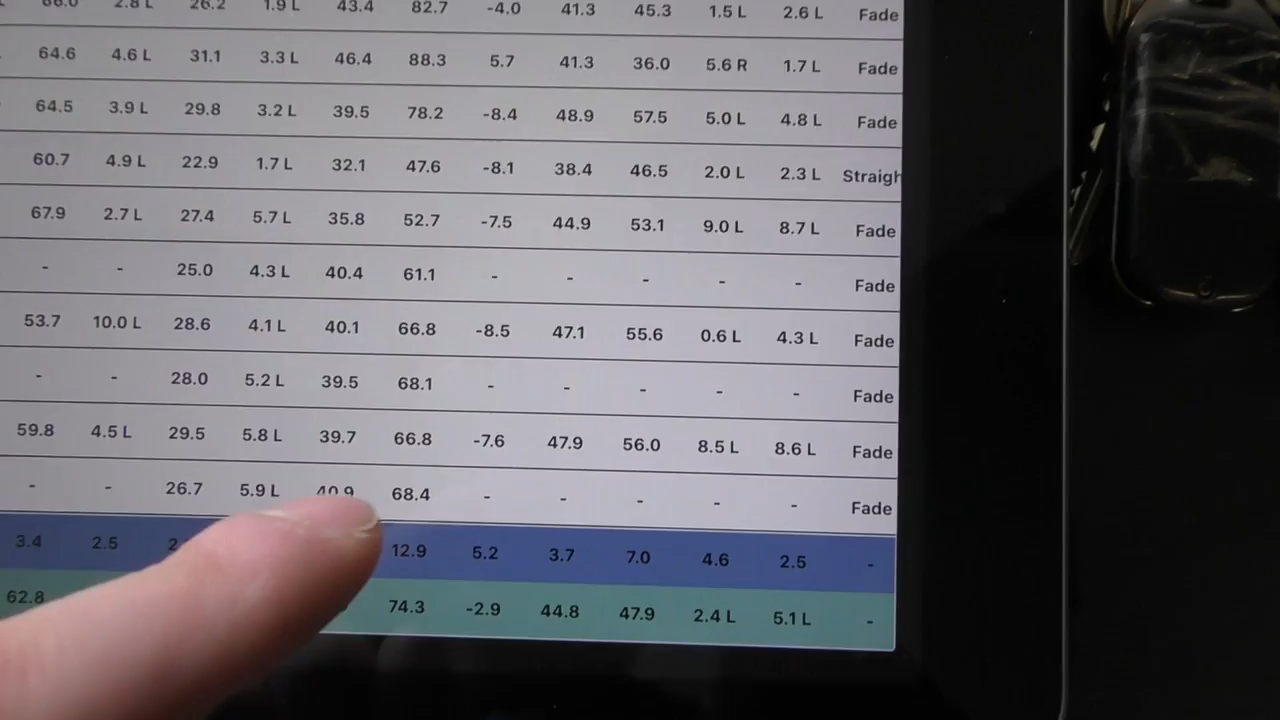 66.0 2.8 L 26.2 1.9 L 43.4 82.7 -4.0 41.3 45.3 1.5 L 2.6 L Fade
64.6 4.6 L 31.1 3.3 L 46.4 88.3 5.7 41.3 36.0 5.6 R 1.7 L Fade
64.5 3.9 L 29.8 3.2 L 39.5 78.2 -8.4 48.9 57.5 5.0 L 4.8 L Fade
60.7 4.9 L 22.9 1.7 L 32.1 47.6 -8.1 38.4 46.5 2.0 L 2.3 L Straigh
67.9 2.7 L 27.4 5.7 L 35.8 52.7 -7.5 44.9 53.1 9.0 L 8.7 L Fade
- - 25.0 4.3 L 40.4 61.1 - - - - - Fade
53.7 10.0 L 28.6 4.1 L 40.1 66.8 -8.5 47.1 55.6 0.6 L 4.3 L Fade
- - 28.0 5.2 L 39.5 68.1 - - - - - Fade
59.8 4.5 L 29.5 5.8 L 39.7 66.8 -7.6 47.9 56.0 8.5 L 8.6 L Fade
- - 26.7 5.9 L 40.9 68.4 - - - - - Fade
3.4 2.5 12.9 5.2 3.7 7.0 4.6 2.5 -
62.8 74.3 -2.9 44.8 47.9 2.4 L 5.1 L -